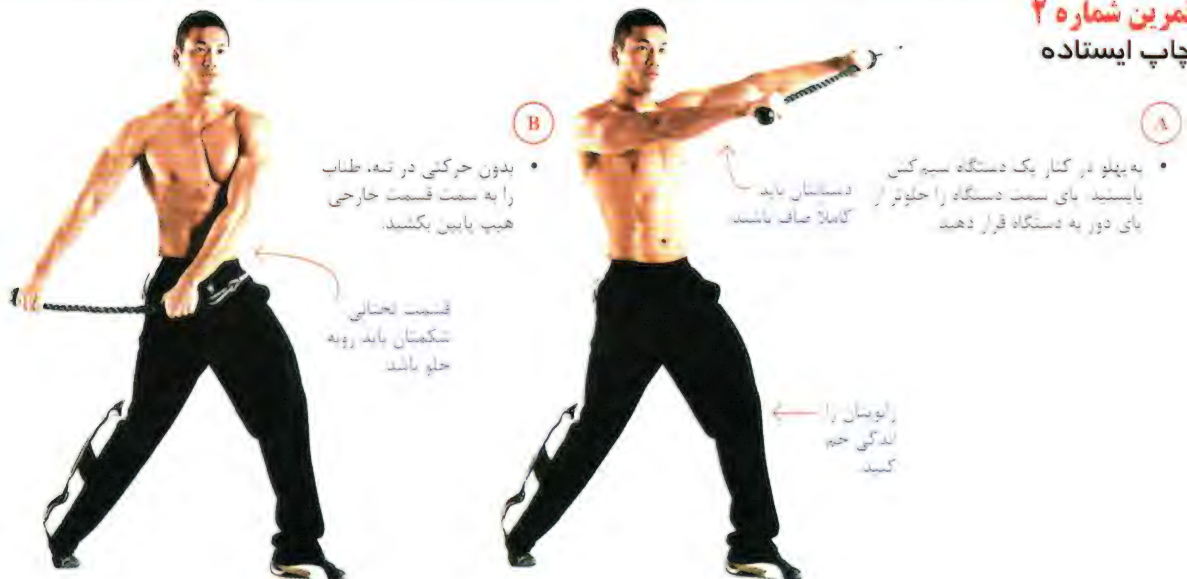 تمرین شماره ۲
چاپ ایستاده
A
• به‌پهلو در کنار یک دستگاه سیم‌کش
بایستید. پای سمت دستگاه را جلوتر از
پای دور به دستگاه قرار دهید.
دستانتان باید
کاملاً صاف باشند.
زانویتان را
اندکی خم
کنید.
B
• بدون حرکتی در تنه، طناب
را به سمت قسمت خارجی
هیپ پایین بکشید.
قسمت تحتانی
شکمتان باید روبه
جلو باشد.